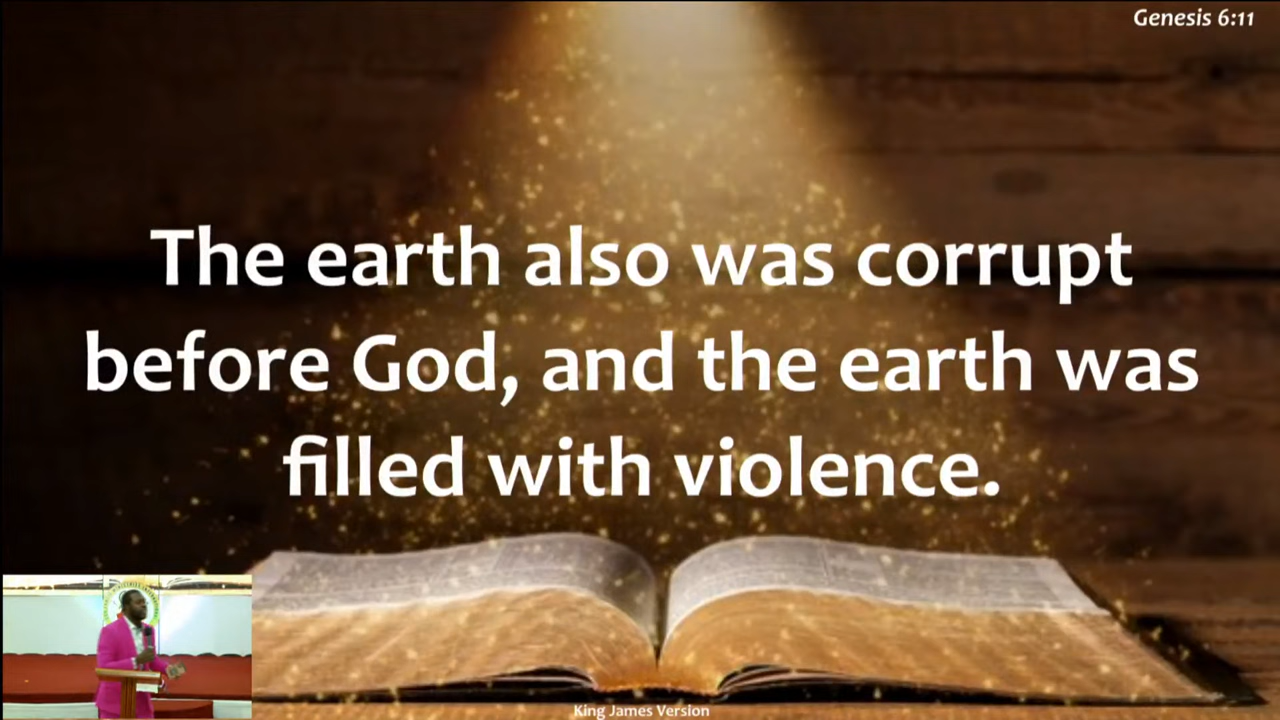 Genesis 6:11
The earth also was corrupt
before God, and the earth was
filled with violence.
King James Version